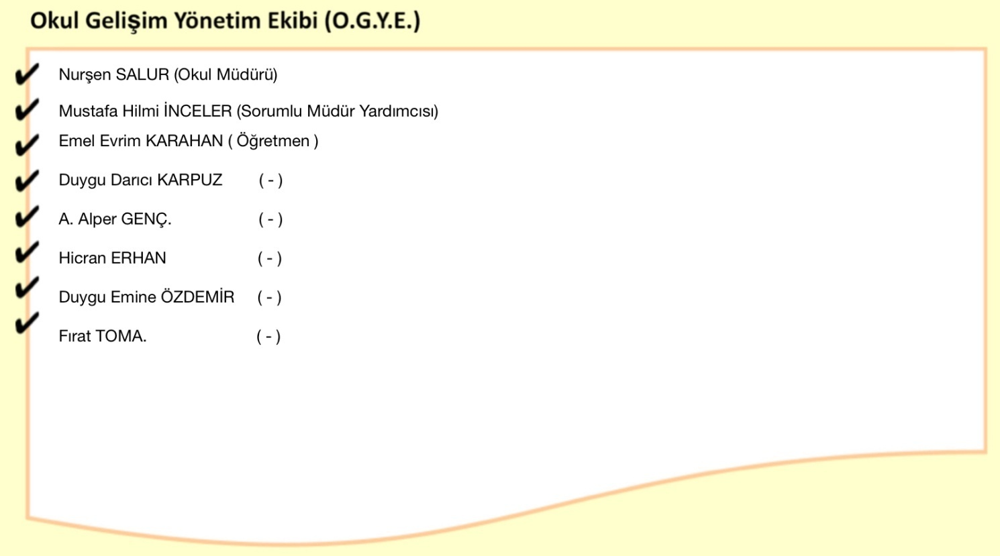 Okul Gelişim Yönetim Ekibi (O.G.Y.E.)
✔ Nurşen SALUR (Okul Müdürü)
✔ Mustafa Hilmi İNCELER (Sorumlu Müdür Yardımcısı)
✔ Emel Evrim KARAHAN ( Öğretmen )
✔ Duygu Darıcı KARPUZ ( - )
✔ A. Alper GENÇ. ( - )
✔ Hicran ERHAN ( - )
✔ Duygu Emine ÖZDEMİR ( - )
✔ Fırat TOMA. ( - )